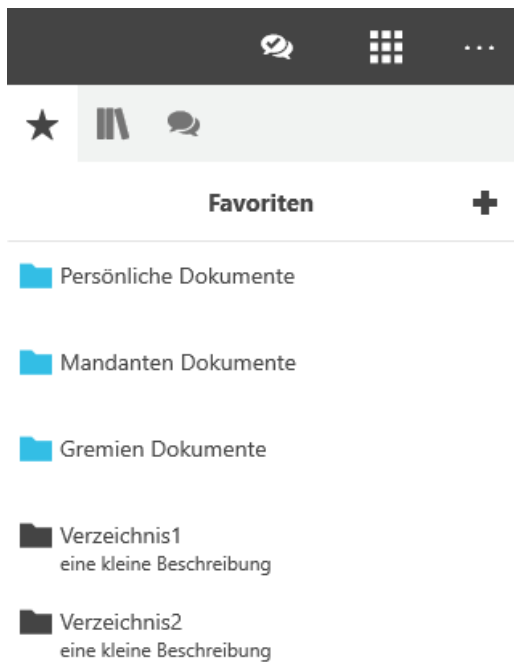 Favoriten
Persönliche Dokumente
Mandanten Dokumente
Gremien Dokumente
Verzeichnis1
eine kleine Beschreibung
Verzeichnis2
eine kleine Beschreibung